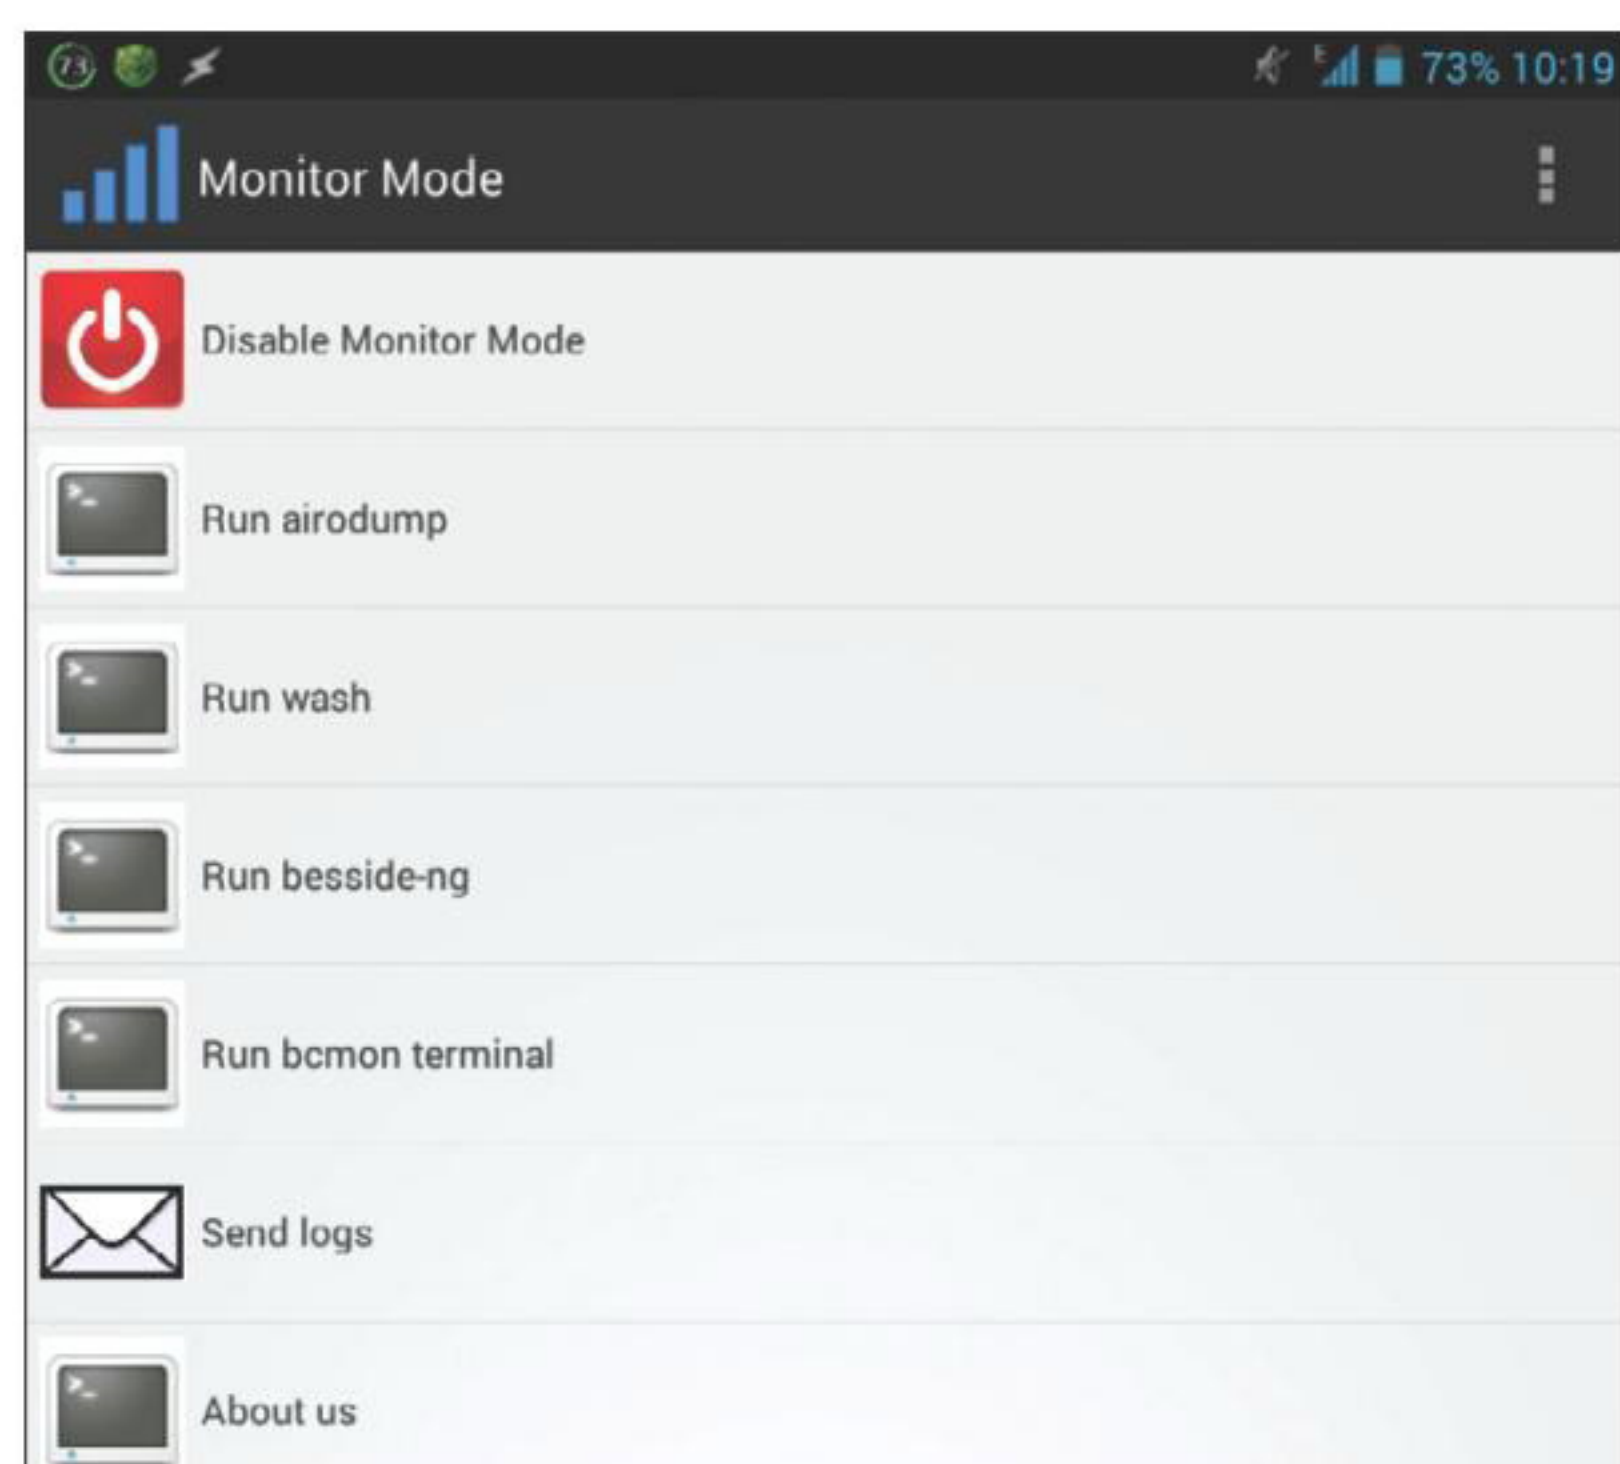 73 E 73% 10:19
Monitor Mode
Disable Monitor Mode
>_ Run airodump
>_ Run wash
>_ Run besside-ng
>_ Run bcmon terminal
Send logs
>_ About us